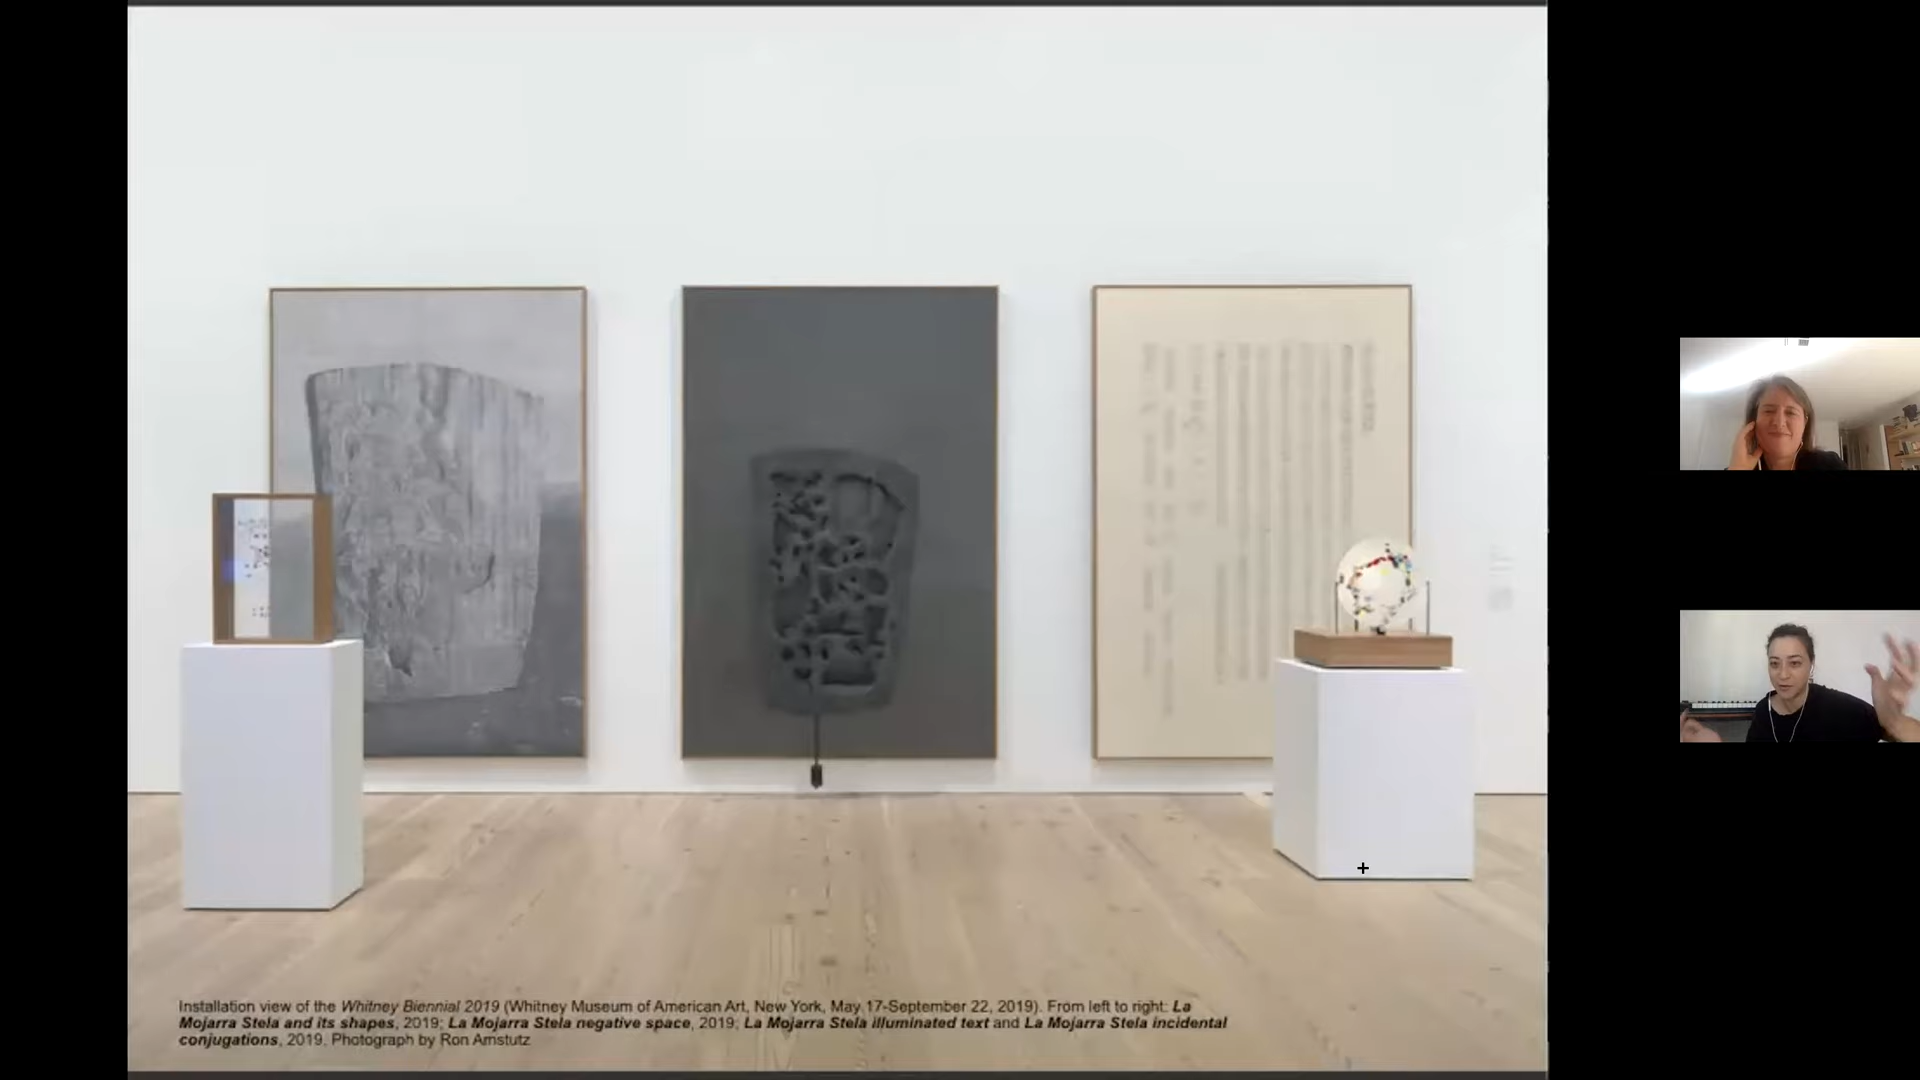 Installation view of the Whitney Biennial 2019 (Whitney Museum of American Art, New York, May 17-September 22, 2019). From left to right: La
Mojarra Stela and its shapes, 2019; La Mojarra Stela negative space, 2019; La Mojarra Stela illuminated text and La Mojarra Stela incidental
conjugations, 2019. Photograph by Ron Amstutz